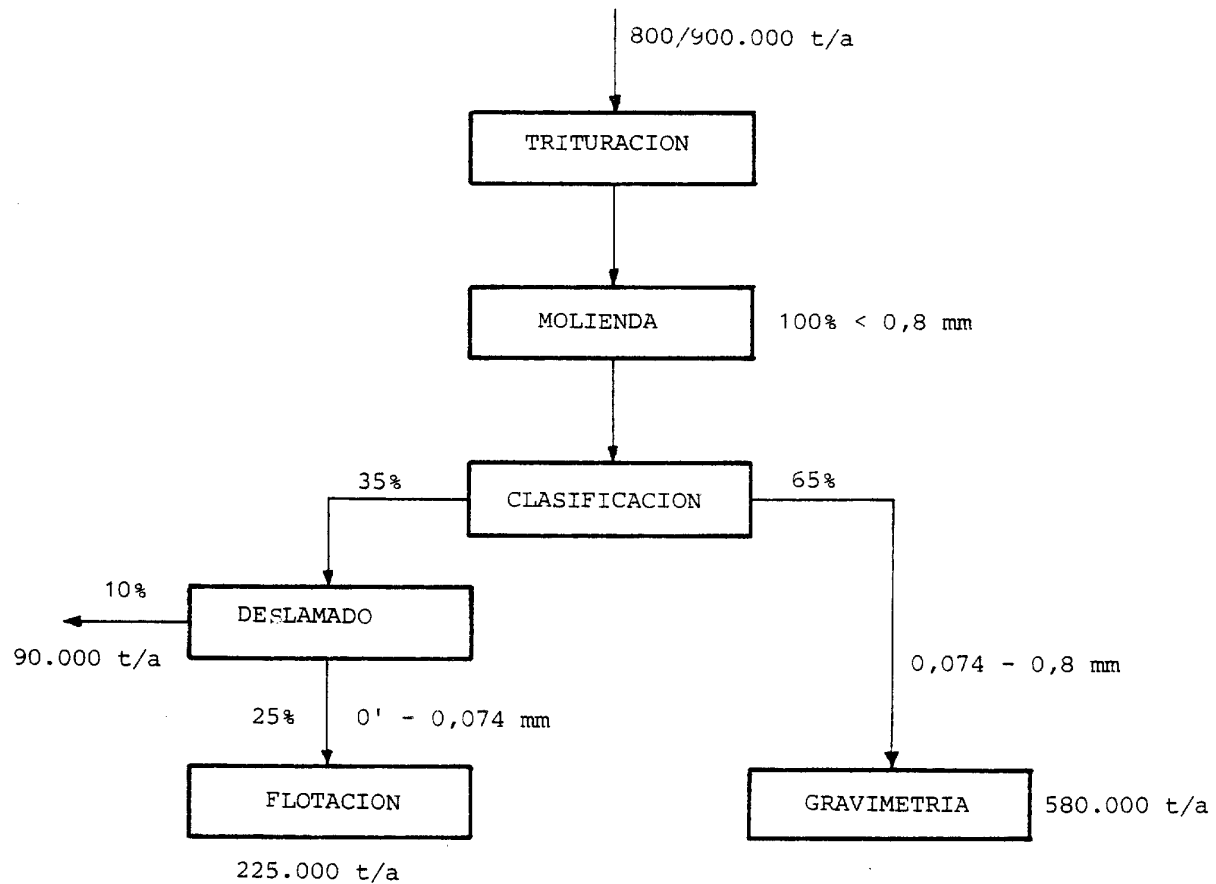 800/900.000 t/a
TRITURACION
MOLIENDA
100% < 0,8 mm
35%
CLASIFICACION
65%
10%
DESLAMADO
90.000 t/a
0,074 - 0,8 mm
25%
0' - 0,074 mm
FLOTACION
GRAVIMETRIA
580.000 t/a
225.000 t/a